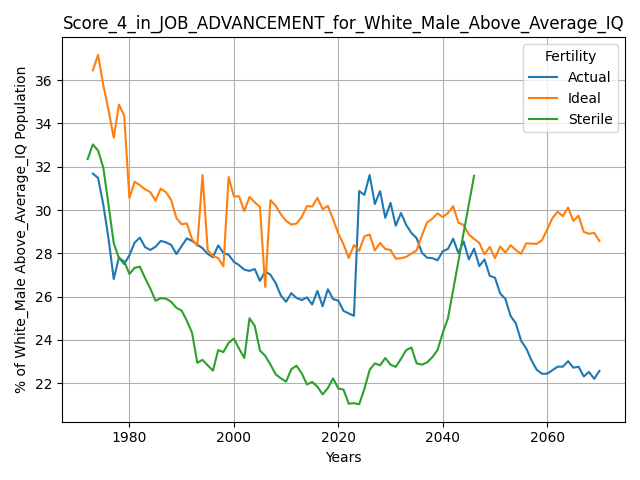 Score_4_in_JOB_ADVANCEMENT_for_White_Male_Above_Average_IQ
% of White_Male Above_Average_IQ Population
36
34
32
30
28
26
24
22
Fertility
Actual
Ideal
Sterile
1980 2000 2020 2040 2060
Years